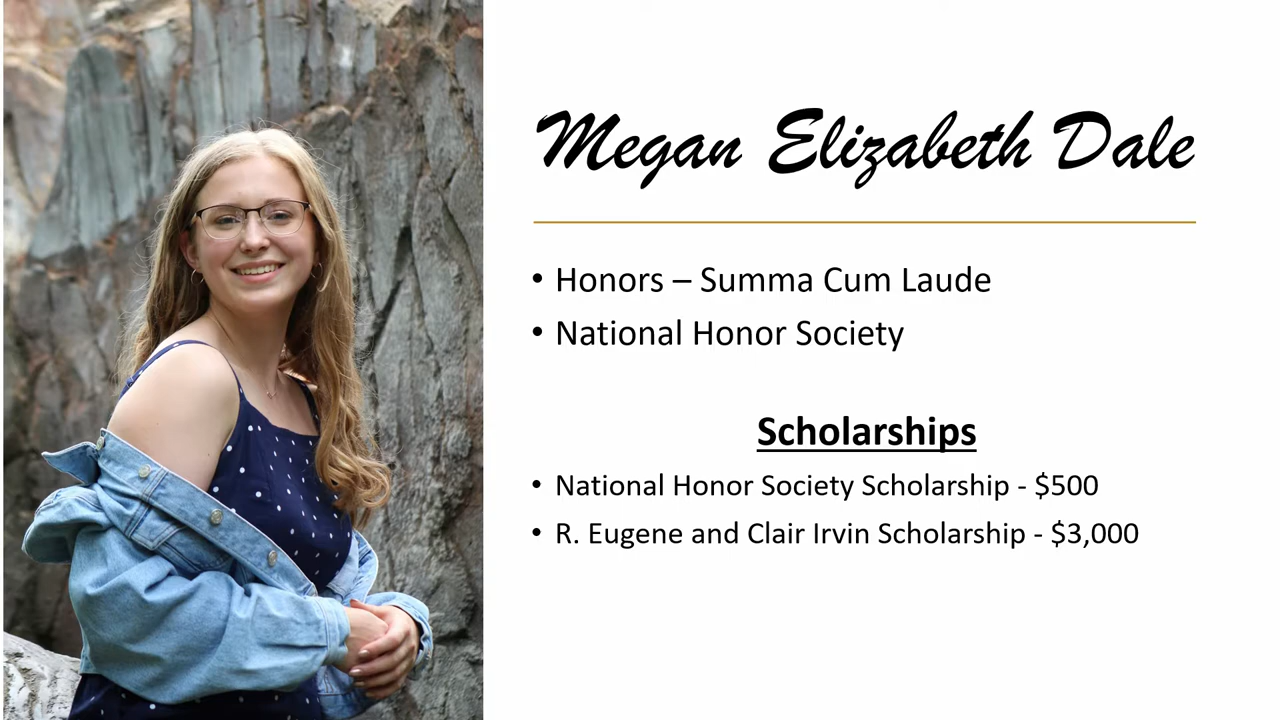 Megan Elizabeth Dale
• Honors – Summa Cum Laude
• National Honor Society
Scholarships
• National Honor Society Scholarship - $500
• R. Eugene and Clair Irvin Scholarship - $3,000